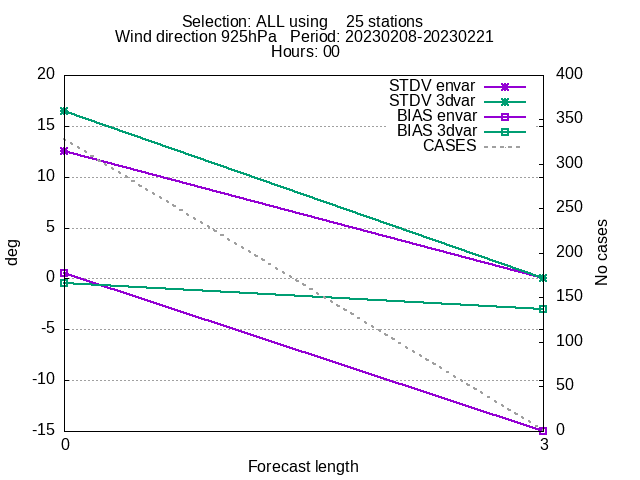 Selection: ALL using 25 stations
Wind direction 925hPa Period: 20230208-20230221
Hours: 00
20 400
STDV envar
STDV 3dvar
BIAS envar
BIAS 3dvar
CASES
15
10
5
0
-5
-10
-15
350
300
250
200
150
100
50
0
deg
No cases
0 3
Forecast length